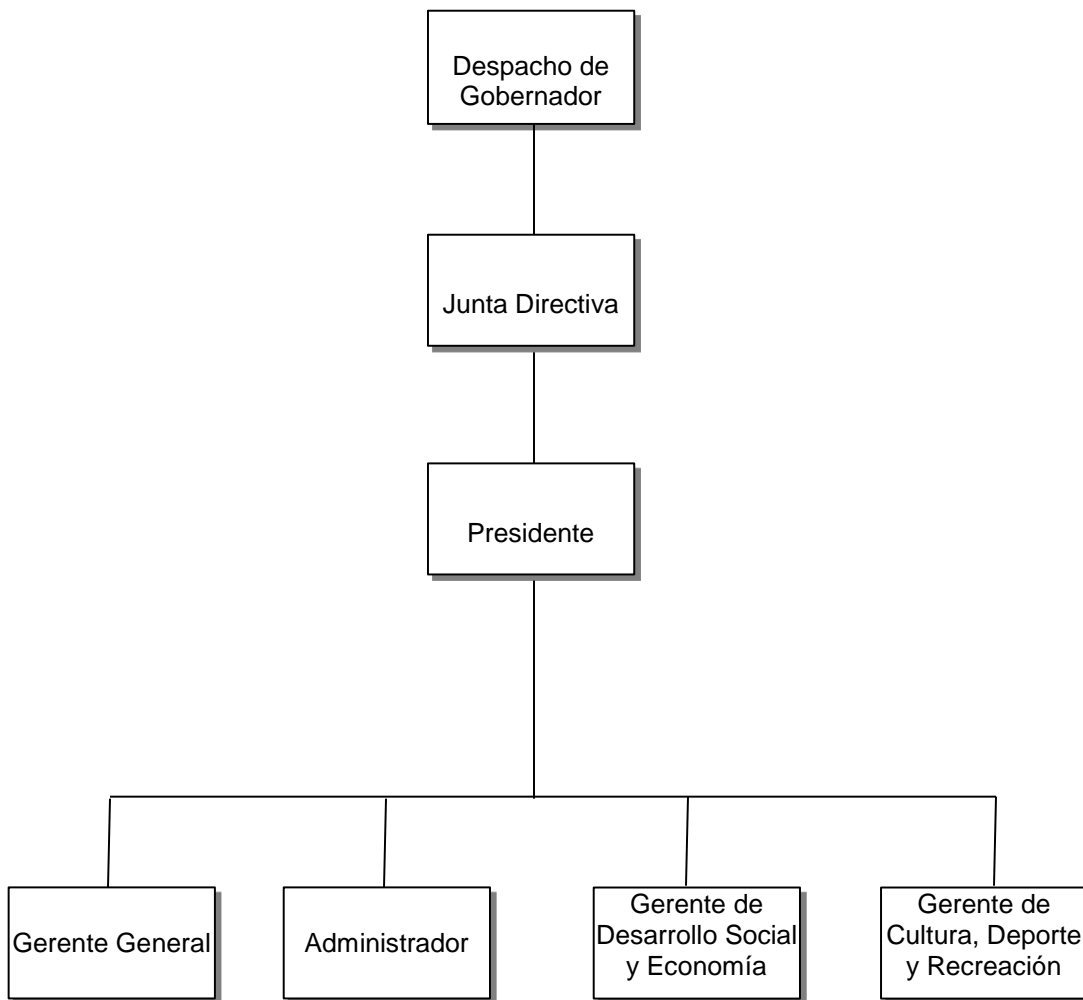 Despacho de
Gobernador
Junta Directiva
Presidente
Gerente General
Administrador
Gerente de
Desarrollo Social
y Economía
Gerente de
Cultura, Deporte
y Recreación